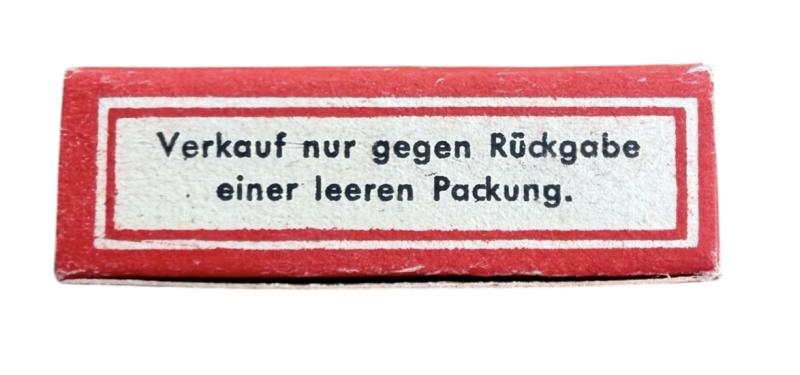 Verkauf nur gegen Rückgabe
einer leeren Packung.